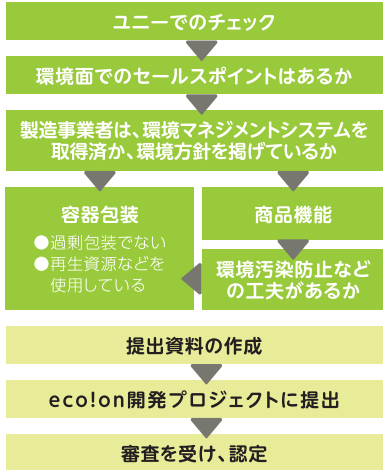 ユニーでのチェック
環境面でのセールスポイントはあるか
製造事業者は、環境マネジメントシステムを
取得済か、環境方針を掲げているか
容器包装
●過剰包装でない
●再生資源などを
使用している
商品機能
環境汚染防止など
の工夫があるか
提出資料の作成
eco!on開発プロジェクトに提出
審査を受け、認定